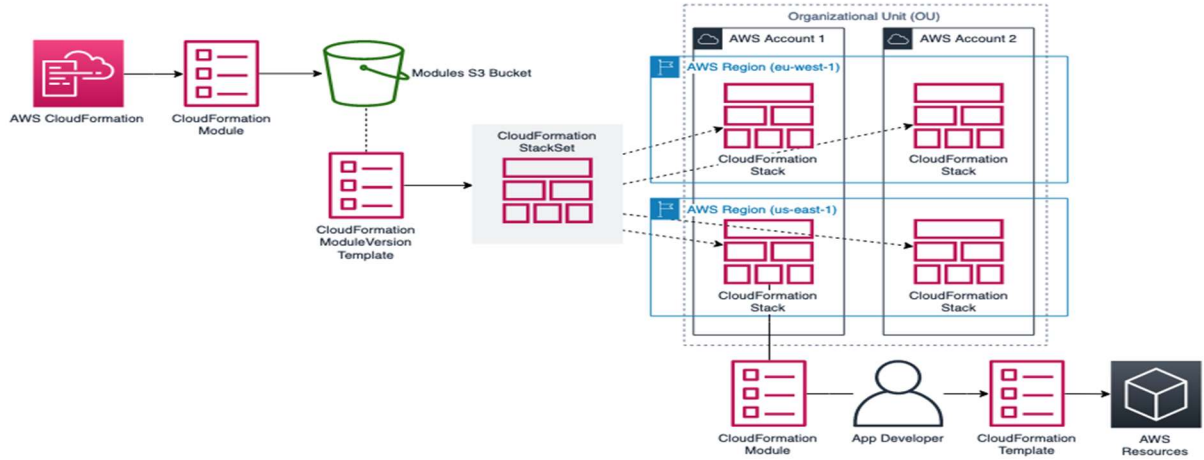 Organizational Unit (OU)
AWS Account 1
AWS Account 2
AWS Region (eu-west-1)
Modules S3 Bucket
AWS CloudFormation
CloudFormation
Module
CloudFormation
StackSet
CloudFormation
Stack
CloudFormation
Stack
AWS Region (us-east-1)
CloudFormation
ModuleVersion
Template
CloudFormation
Stack
CloudFormation
Stack
CloudFormation
Module
App Developer
CloudFormation
Template
AWS
Resources